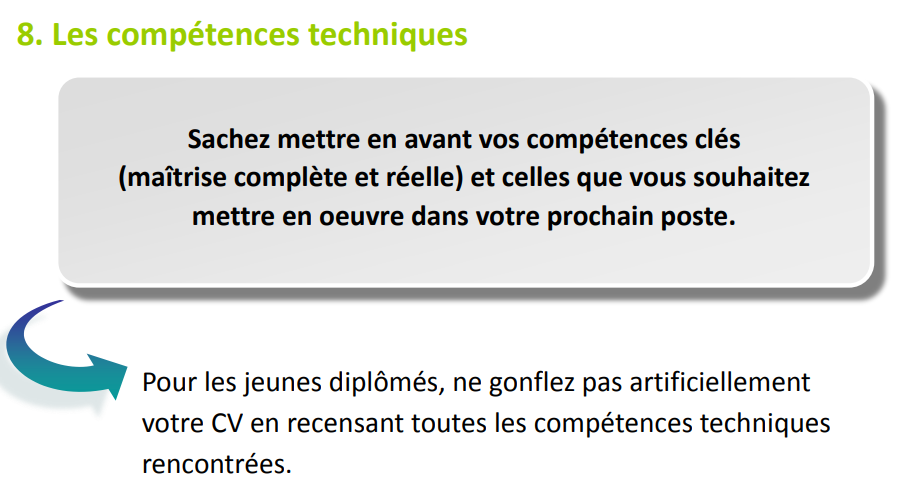 8. Les compétences techniques
Sachez mettre en avant vos compétences clés
(maîtrise complète et réelle) et celles que vous souhaitez
mettre en oeuvre dans votre prochain poste.
Pour les jeunes diplômés, ne gonflez pas artificiellement
votre CV en recensant toutes les compétences techniques
rencontrées.